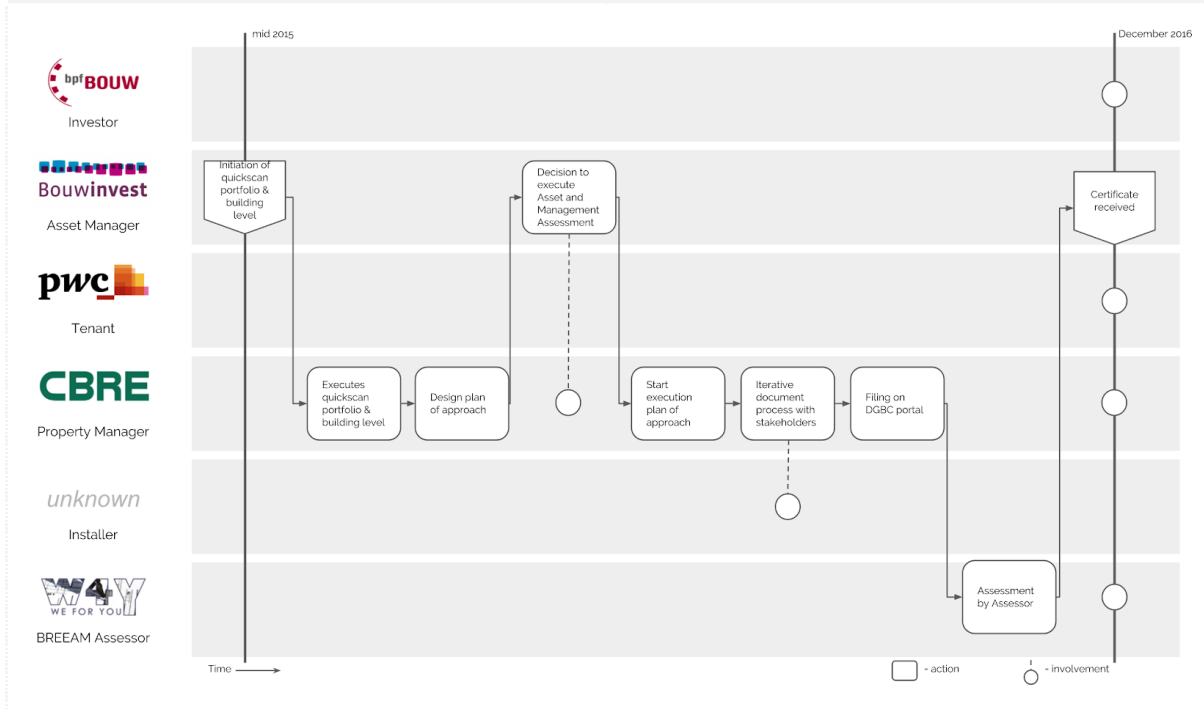 mid 2015
December 2016
bpfBOUW
Investor
Bouwinvest
Asset Manager
Initiation of
quickscan
portfolio &
building
level
Decision to
execute
Asset and
Management
Assessment
Certificate
received
pwc
Tenant
CBRE
Property Manager
Executes
quickscan
portfolio &
building level
Design plan
of approach
Start
execution
plan of
approach
Iterative
document
process with
stakeholders
Filing on
DGBC portal
unknown
Installer
W4Y
WE FOR YOU
BREEAM Assessor
Assessment
by Assessor
Time
- action
- involvement